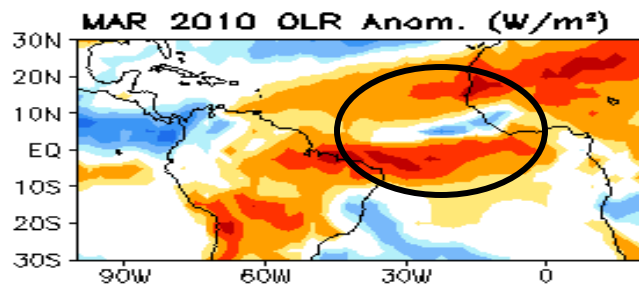 MAR 2010 OLR Anom. (W/m²)
30N
20N
10N
EQ
10S
20S
30S
90W 60W 30W 0